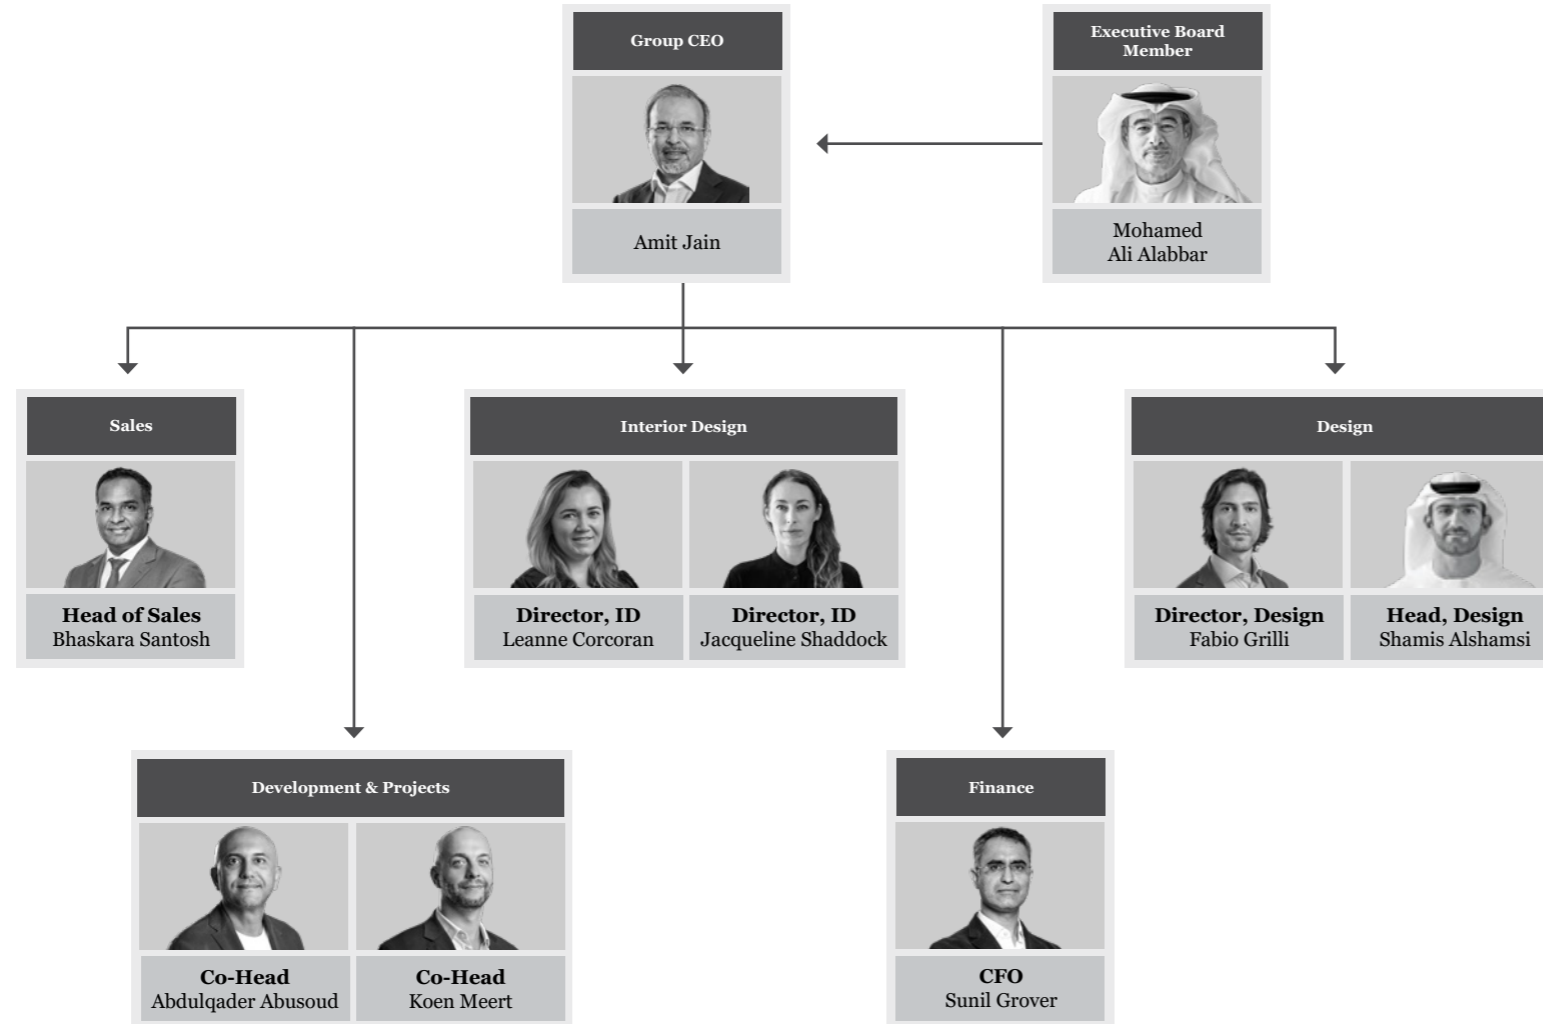 Group CEO
Executive Board
Member
Amit Jain
Mohamed
Ali Alabbar
Sales
Interior Design
Design
Head of Sales
Bhaskara Santosh
Director, ID
Leanne Corcoran
Director, ID
Jacqueline Shaddock
Director, Design
Fabio Grilli
Head, Design
Shamis Alshamsi
Development & Projects
Finance
Co-Head
Abdulqader Abusoud
Co-Head
Koen Meert
CFO
Sunil Grover